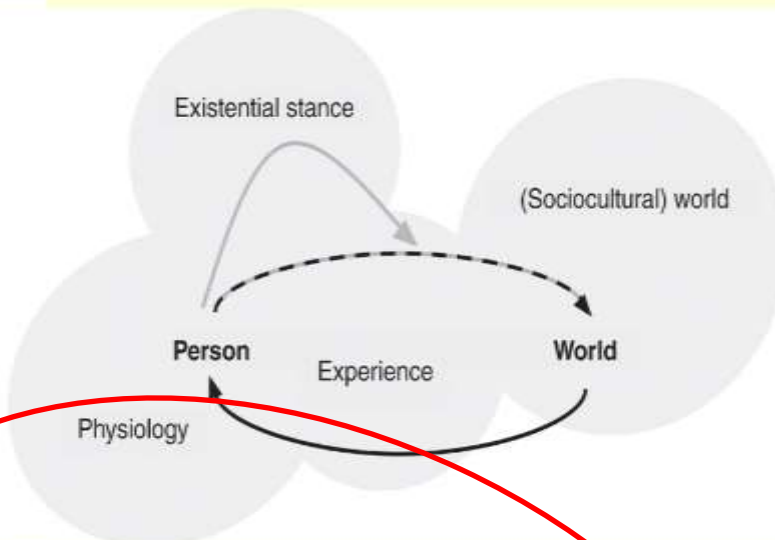 Existential stance
(Sociocultural) world
Person
World
Experience
Physiology